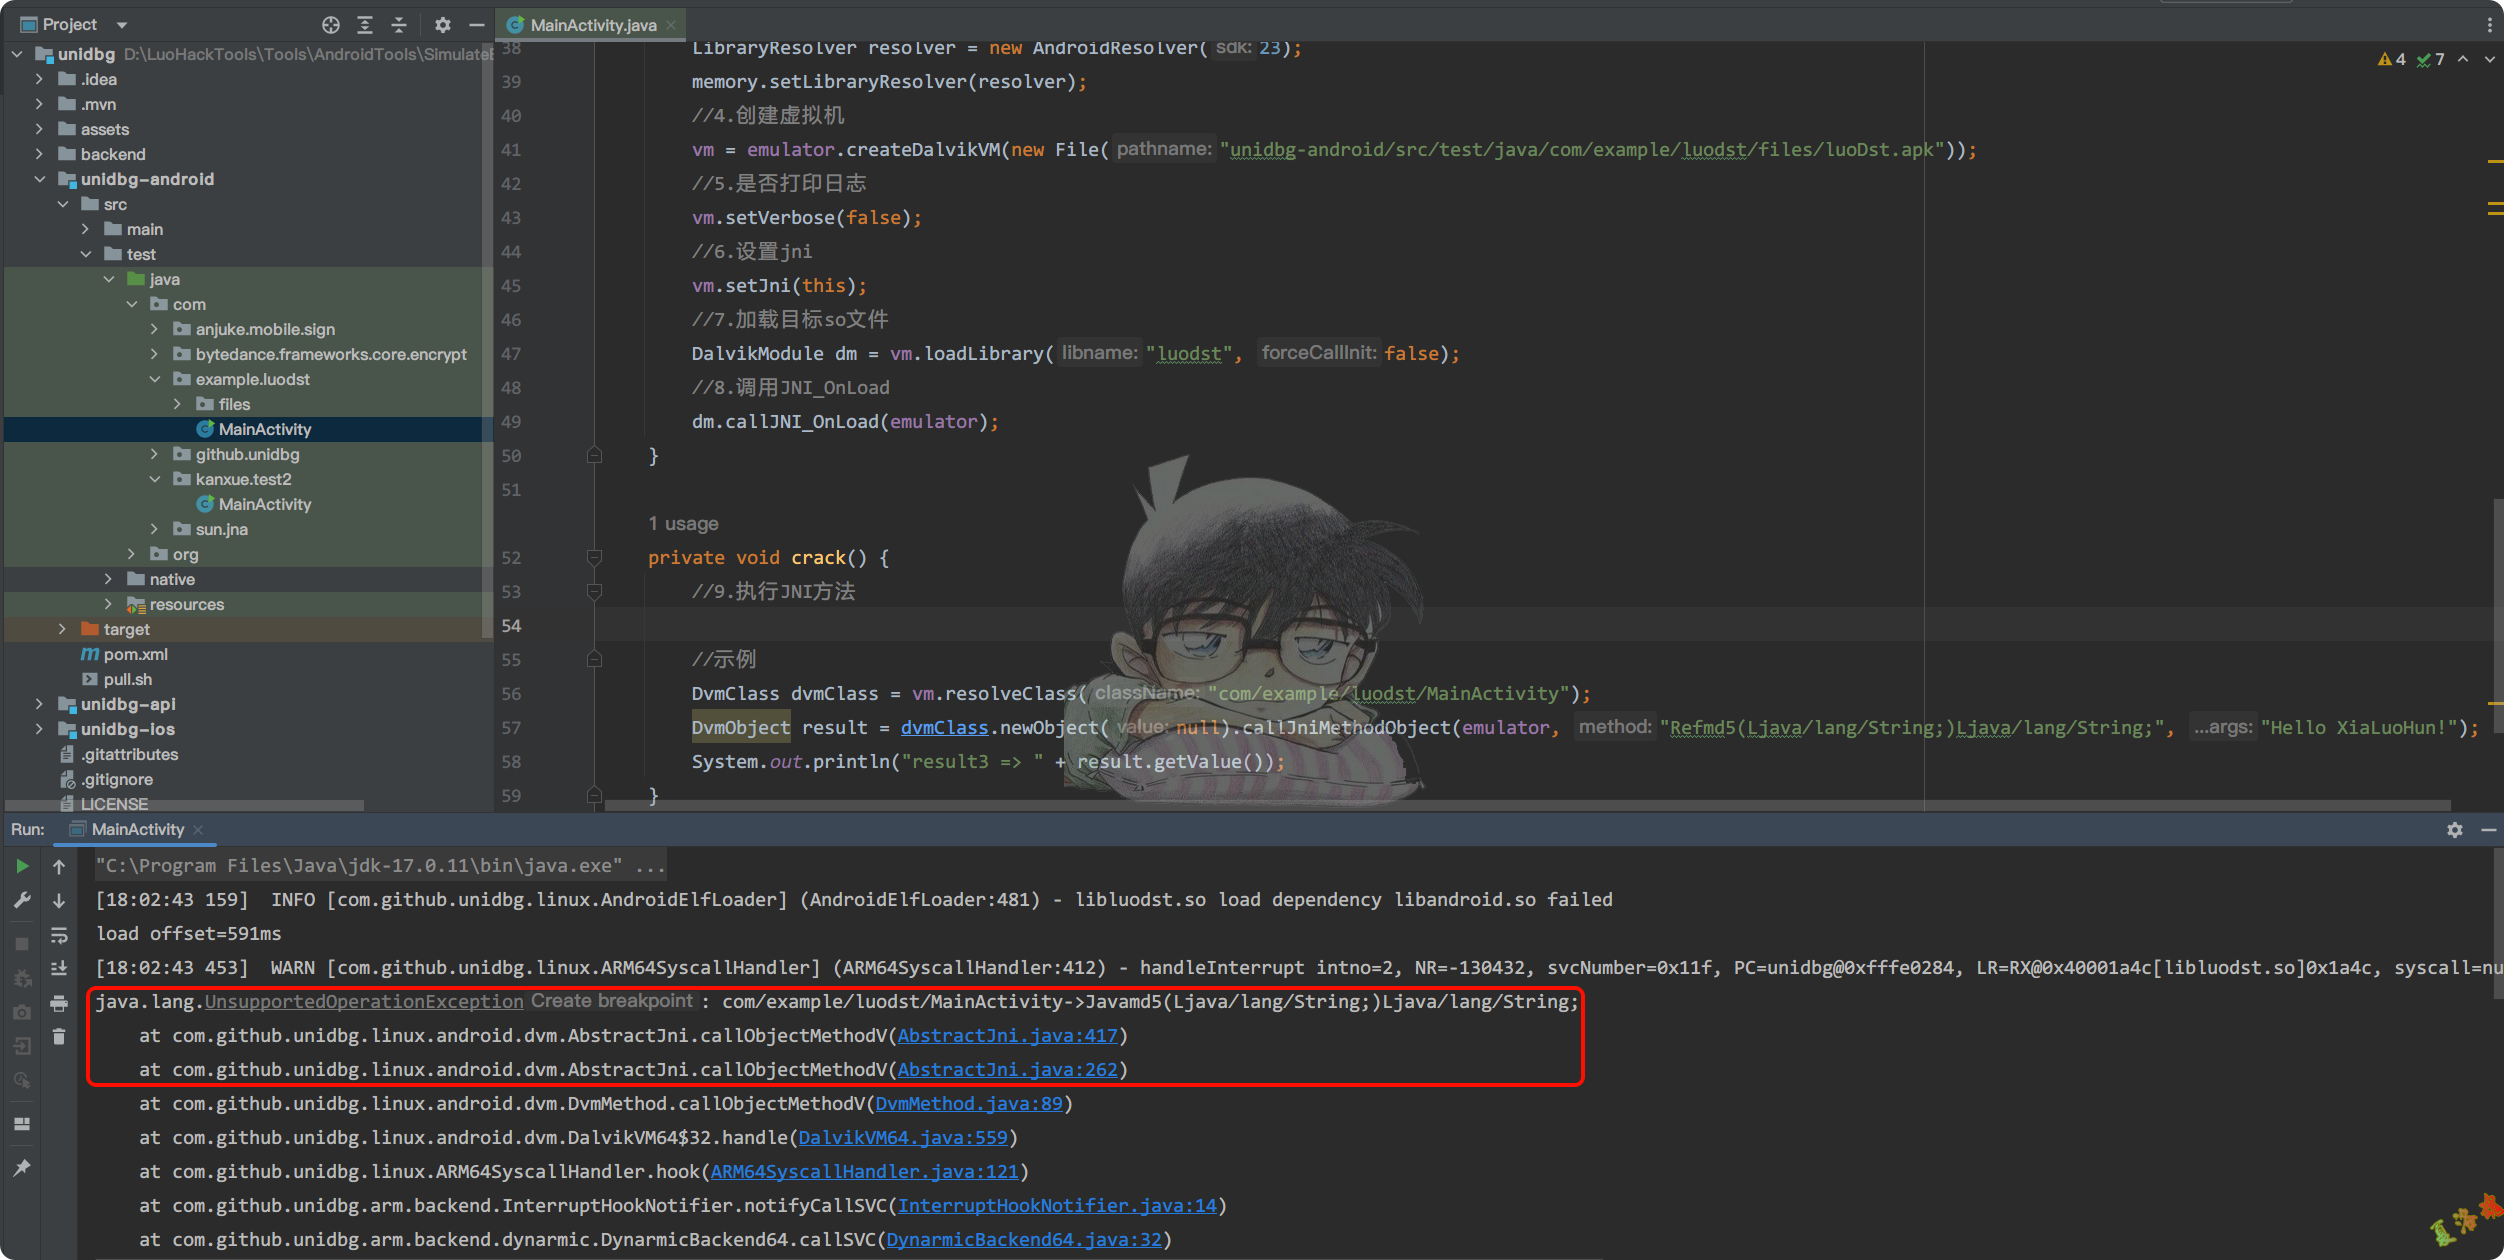 Project
MainActivity.java
unidbg D:\LuoHackTools\Tools\AndroidTools\Simulate
.idea
.mvn
assets
backend
unidbg-android
src
main
test
java
com
anjuke.mobile.sign
bytedance.frameworks.core.encrypt
example.luodst
files
MainActivity
github.unidbg
kanxue.test2
MainActivity
sun.jna
org
native
resources
target
pom.xml
pull.sh
unidbg-api
unidbg-ios
.gitattributes
.gitignore
LICENSE
4 7
38 LibraryResolver resolver = new AndroidResolver( sdk: 23);
39 memory.setLibraryResolver(resolver);
40 //4.创建虚拟机
41 vm = emulator.createDalvikVM(new File( pathname: "unidbg-android/src/test/java/com/example/luodst/files/luoDst.apk"));
42 //5.是否打印日志
43 vm.setVerbose(false);
44 //6.设置jni
45 vm.setJni(this);
46 //7.加载目标so文件
47 DalvikModule dm = vm.loadLibrary( libname: "luodst", forceCallInit: false);
48 //8.调用JNI_OnLoad
49 dm.callJNI_OnLoad(emulator);
50 }
51
1 usage
52 private void crack() {
53 //9.执行JNI方法
54
55 //示例
56 DvmClass dvmClass = vm.resolveClass( className: "com/example/luodst/MainActivity");
57 DvmObject result = dvmClass.newObject( value: null).callJniMethodObject(emulator, method: "Refmd5(Ljava/lang/String;)Ljava/lang/String;", ...args: "Hello XiaLuoHun!");
58 System.out.println("result3 => " + result.getValue());
59 }
Run: MainActivity
"C:\Program Files\Java\jdk-17.0.11\bin\java.exe" ...
[18:02:43 159]  INFO [com.github.unidbg.linux.AndroidElfLoader] (AndroidElfLoader:481) - libluodst.so load dependency libandroid.so failed
load offset=591ms
[18:02:43 453]  WARN [com.github.unidbg.linux.ARM64SyscallHandler] (ARM64SyscallHandler:412) - handleInterrupt intno=2, NR=-130432, svcNumber=0x11f, PC=unidbg@0xfffe0284, LR=RX@0x40001a4c[libluodst.so]0x1a4c, syscall=nu
java.lang.UnsupportedOperationException Create breakpoint : com/example/luodst/MainActivity->Javamd5(Ljava/lang/String;)Ljava/lang/String;
at com.github.unidbg.linux.android.dvm.AbstractJni.callObjectMethodV(AbstractJni.java:417)
at com.github.unidbg.linux.android.dvm.AbstractJni.callObjectMethodV(AbstractJni.java:262)
at com.github.unidbg.linux.android.dvm.DvmMethod.callObjectMethodV(DvmMethod.java:89)
at com.github.unidbg.linux.android.dvm.DalvikVM64$32.handle(DalvikVM64.java:559)
at com.github.unidbg.linux.ARM64SyscallHandler.hook(ARM64SyscallHandler.java:121)
at com.github.unidbg.arm.backend.InterruptHookNotifier.notifyCallSVC(InterruptHookNotifier.java:14)
at com.github.unidbg.arm.backend.dynarmic.DynarmicBackend64.callSVC(DynarmicBackend64.java:32)